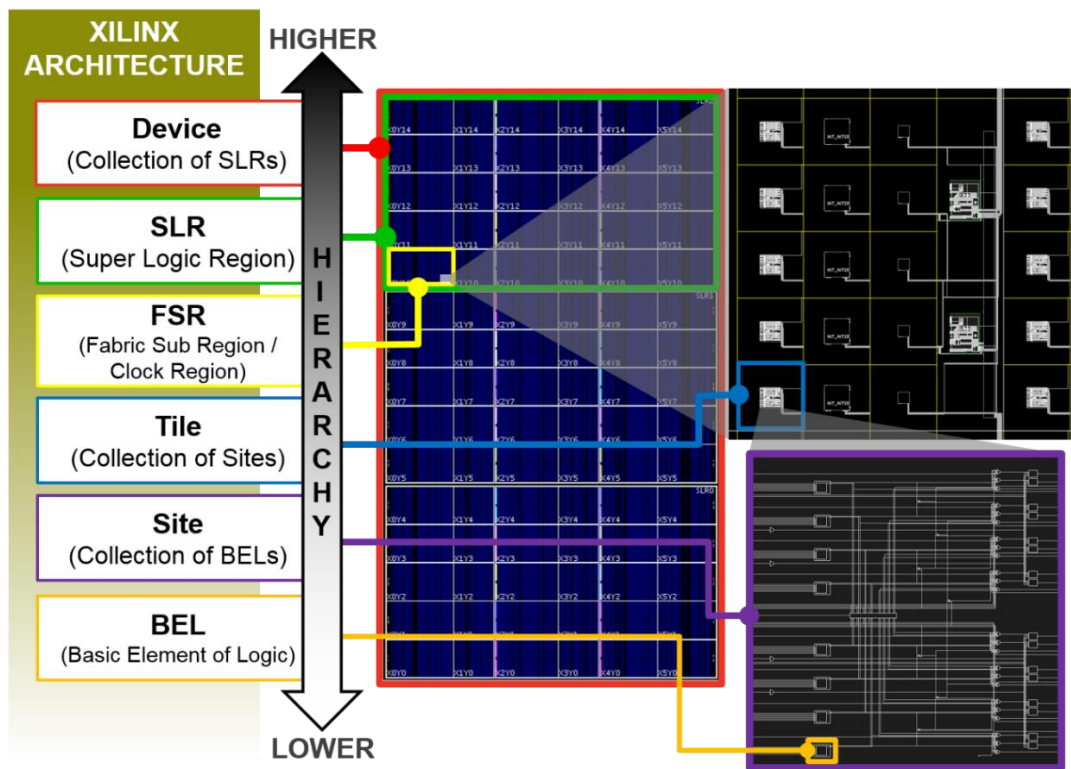 XILINX
ARCHITECTURE
HIGHER
Device
(Collection of SLRs)
SLR
(Super Logic Region)
FSR
(Fabric Sub Region /
Clock Region)
Tile
(Collection of Sites)
Site
(Collection of BELs)
BEL
(Basic Element of Logic)
HIERARCHY
LOWER
X0Y14 X1Y14 X2Y14 X3Y14 X4Y14 X5Y14
X0Y13 X1Y13 X2Y13 X3Y13 X4Y13 X5Y13
X0Y12 X1Y12 X2Y12 X3Y12 X4Y12 X5Y12
X0Y11 X1Y11 X2Y11 X3Y11 X4Y11 X5Y11
X1Y10 X2Y10 X3Y10 X4Y10 X5Y10
SLR1
X0Y9 X1Y9 X2Y9 X3Y9 X4Y9 X5Y9
X0Y8 X1Y8 X2Y8 X3Y8 X4Y8 X5Y8
X0Y7 X1Y7 X2Y7 X3Y7 X4Y7 X5Y7
X0Y6 X1Y6 X2Y6 X3Y6 X4Y6 X5Y6
X0Y5 X1Y5 X2Y5 X3Y5 X4Y5 X5Y5
SLR0
X0Y4 X1Y4 X2Y4 X3Y4 X4Y4 X5Y4
X0Y3 X1Y3 X2Y3 X3Y3 X4Y3 X5Y3
X0Y2 X1Y2 X2Y2 X3Y2 X4Y2 X5Y2
X0Y0 X1Y0 X2Y0 X3Y0 X4Y0 X5Y0